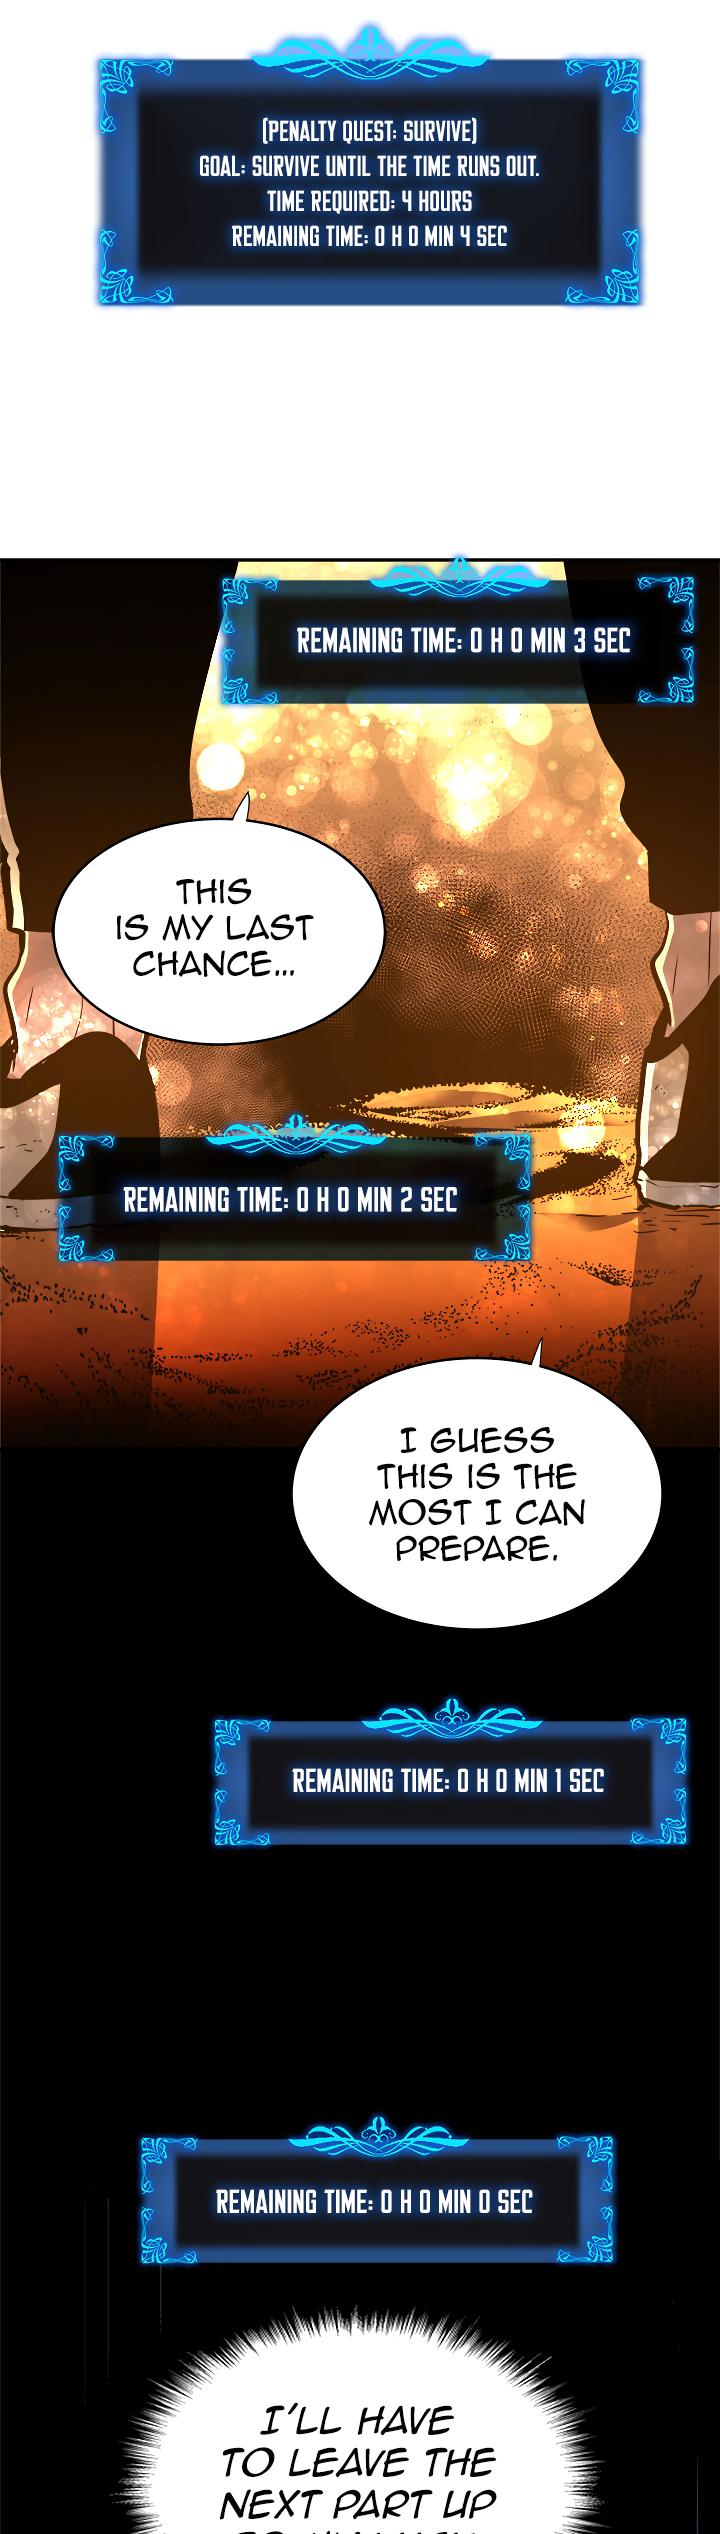 (PENALTY QUEST: SURVIVE)
GOAL: SURVIVE UNTIL THE TIME RUNS OUT.
TIME REQUIRED: 4 HOURS
REMAINING TIME: 0 H 0 MIN 4 SEC
REMAINING TIME: 0 H 0 MIN 3 SEC
THIS
IS MY LAST
CHANCE...
REMAINING TIME: 0 H 0 MIN 2 SEC
I GUESS
THIS IS THE
MOST I CAN
PREPARE.
REMAINING TIME: 0 H 0 MIN 1 SEC
REMAINING TIME: 0 H 0 MIN 0 SEC
I'LL HAVE
TO LEAVE THE
NEXT PART UP